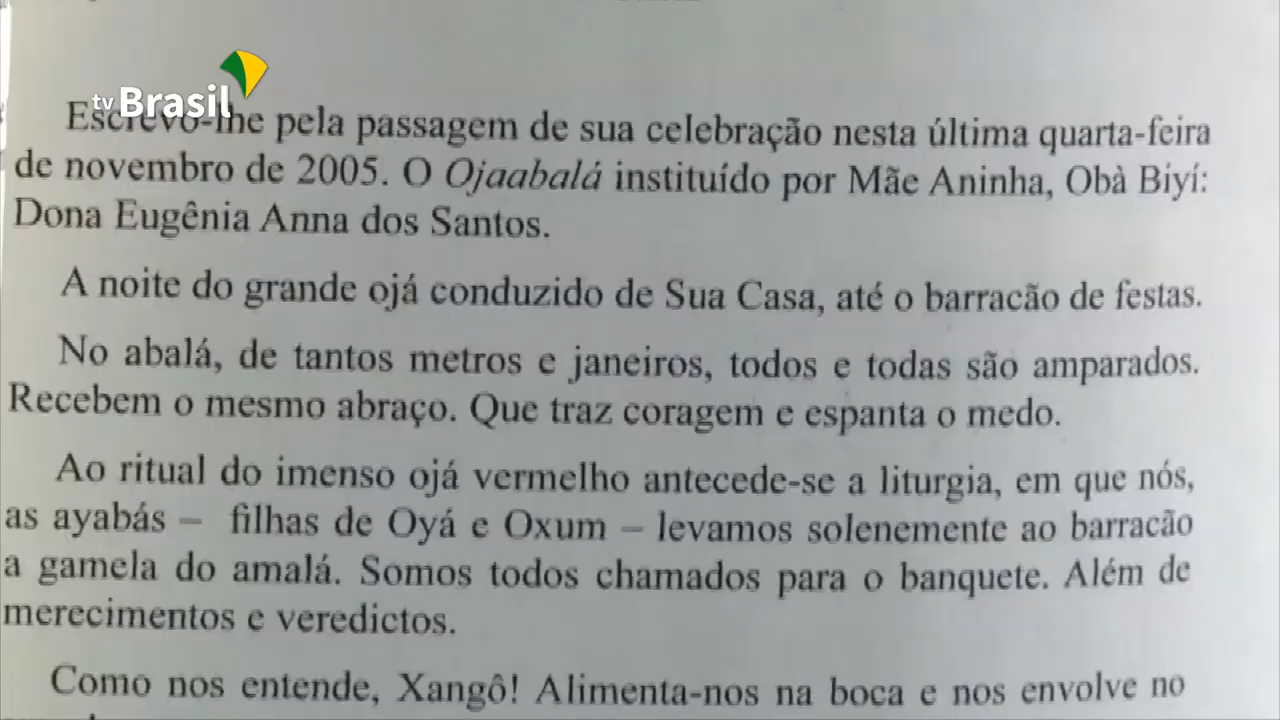 tv Brasil
Escrevo-lhe pela passagem de sua celebração nesta última quarta-feira
de novembro de 2005. O Ojaabalá instituído por Mãe Aninha, Obà Biyí:
Dona Eugênia Anna dos Santos.
A noite do grande ojá conduzido de Sua Casa, até o barracão de festas.
No abalá, de tantos metros e janeiros, todos e todas são amparados.
Recebem o mesmo abraço. Que traz coragem e espanta o medo.
Ao ritual do imenso ojá vermelho antecede-se a liturgia, em que nós,
as ayabás – filhas de Oyá e Oxum – levamos solenemente ao barracão
a gamela do amalá. Somos todos chamados para o banquete. Além de
merecimentos e veredictos.
Como nos entende, Xangô! Alimenta-nos na boca e nos envolve no